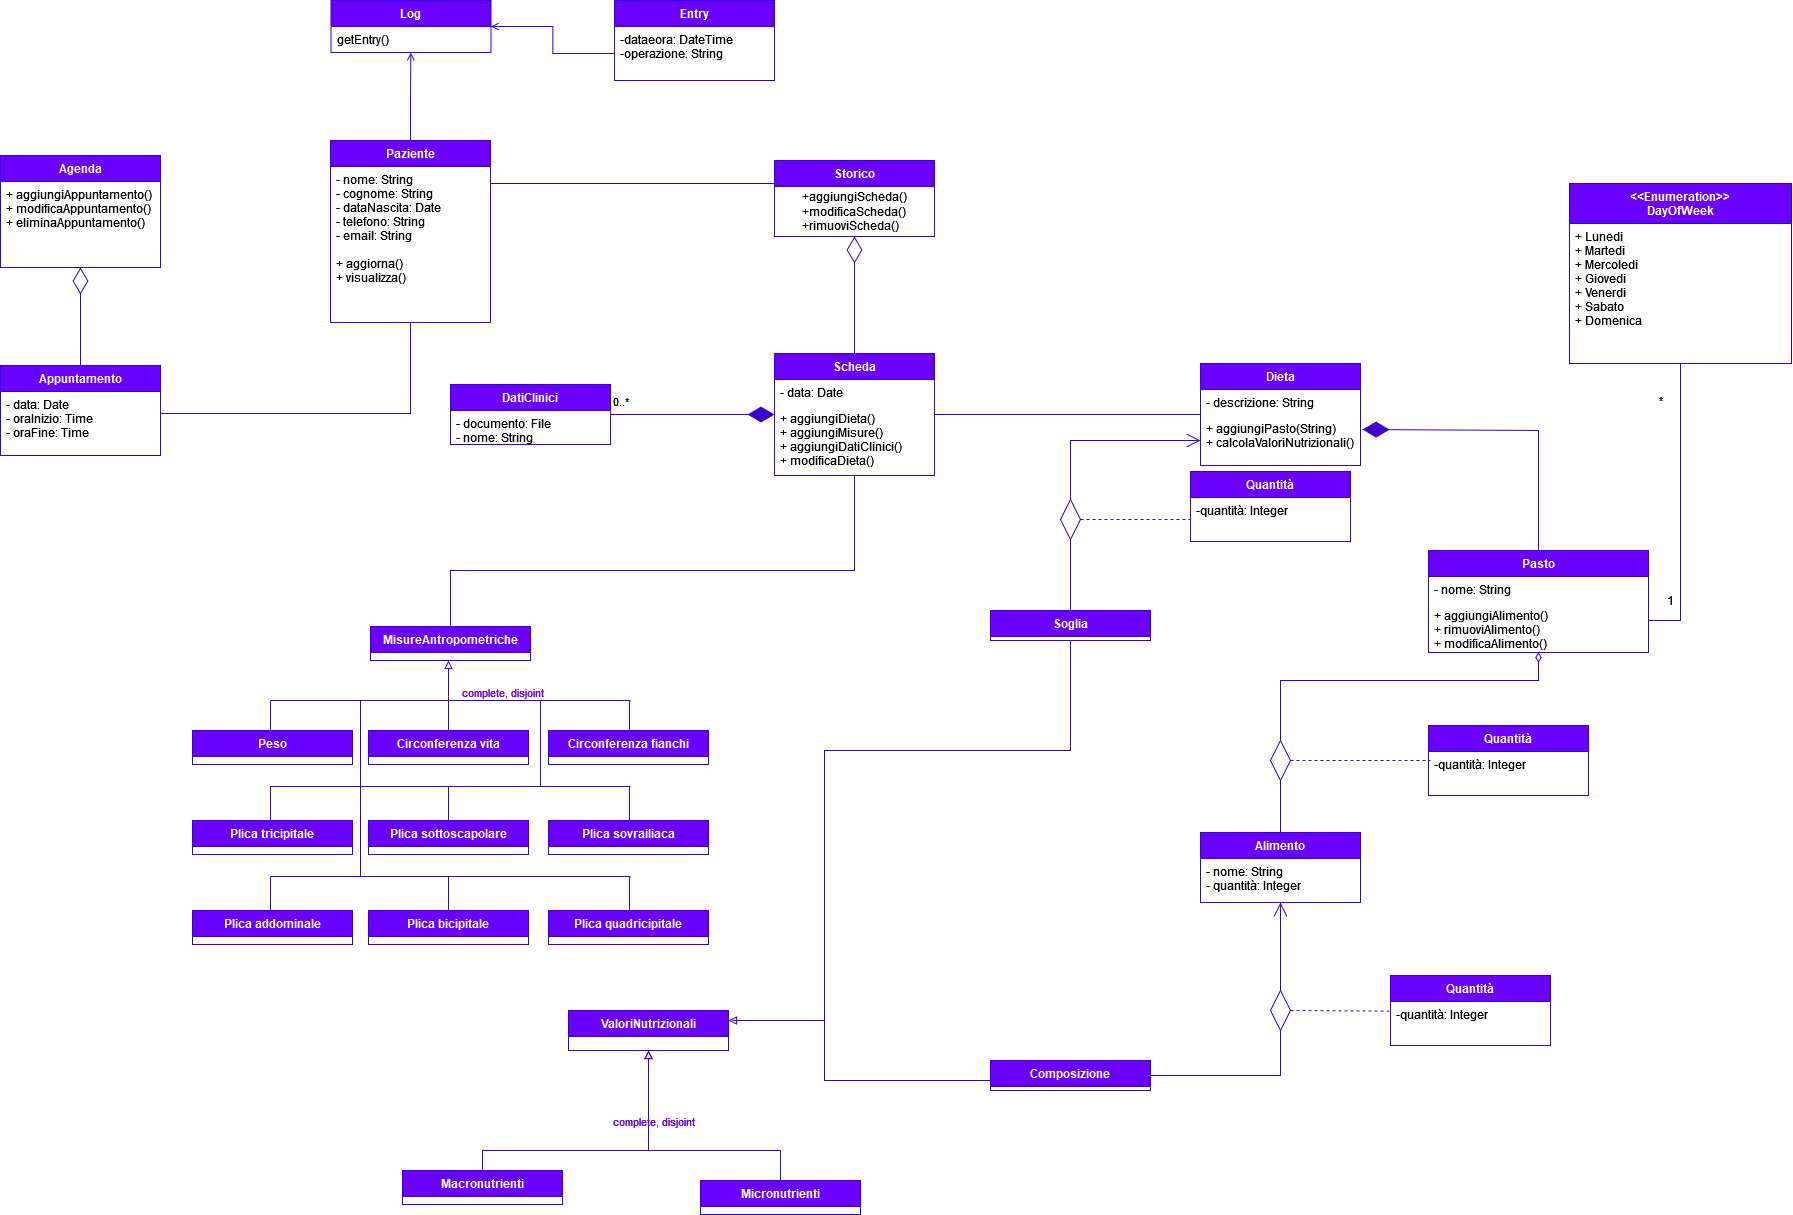 Log
getEntry()
Entry
-dataeora: DateTime
-operazione: String
Agenda
+ aggiungiAppuntamento()
+ modificaAppuntamento()
+ eliminaAppuntamento()
Paziente
- nome: String
- cognome: String
- dataNascita: Date
- telefono: String
- email: String
+ aggiorna()
+ visualizza()
Storico
+aggiungiScheda()
+modificaScheda()
+rimuoviScheda()
<<Enumeration>>
DayOfWeek
+ Lunedi
+ Martedi
+ Mercoledi
+ Giovedi
+ Venerdi
+ Sabato
+ Domenica
Appuntamento
- data: Date
- oraInizio: Time
- oraFine: Time
DatiClinici
- documento: File
- nome: String
0..*
Scheda
- data: Date
+ aggiungiDieta()
+ aggiungiMisure()
+ aggiungiDatiClinici()
+ modificaDieta()
Dieta
- descrizione: String
+ aggiungiPasto(String)
+ calcolaValoriNutrizionali()
*
Quantità
-quantità: Integer
Pasto
- nome: String
+ aggiungiAlimento()
+ rimuoviAlimento()
+ modificaAlimento()
1
Soglia
MisureAntropometriche
complete, disjoint
Peso
Circonferenza vita
Circonferenza fianchi
Plica tricipitale
Plica sottoscapolare
Plica sovrailiaca
Plica addominale
Plica bicipitale
Plica quadricipitale
Quantità
-quantità: Integer
Alimento
- nome: String
- quantità: Integer
Quantità
-quantità: Integer
ValoriNutrizionali
Composizione
complete, disjoint
Macronutrienti
Micronutrienti